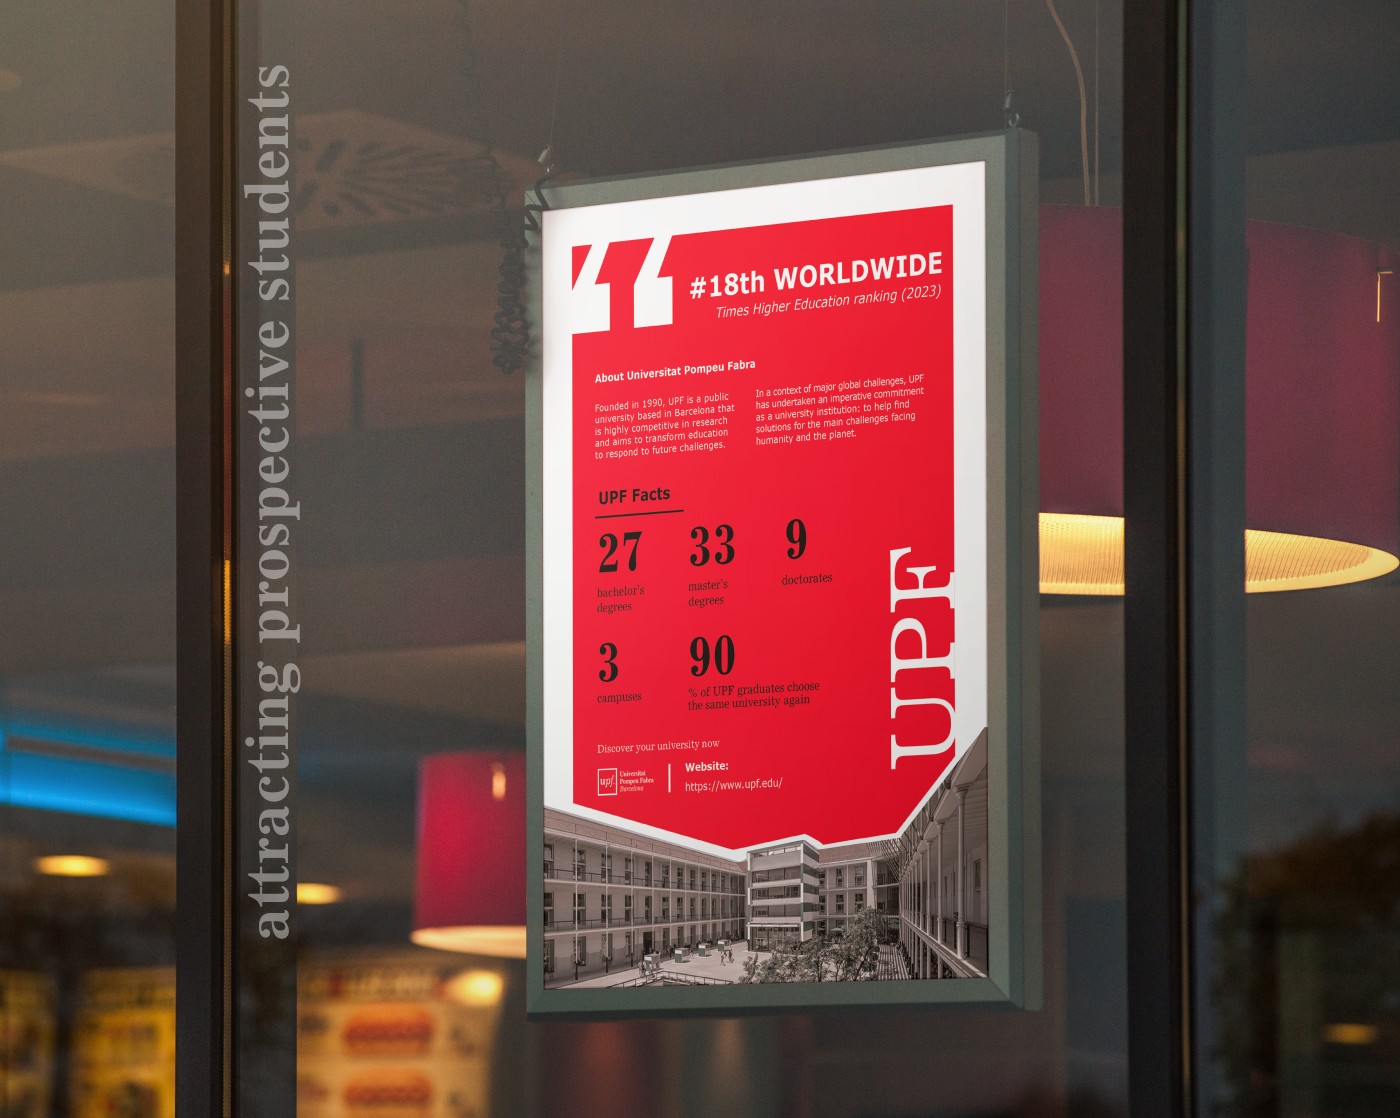 attracting prospective students
#18th WORLDWIDE
Times Higher Education ranking (2023)
About Universitat Pompeu Fabra
Founded in 1990, UPF is a public
university based in Barcelona that
is highly competitive in research
and aims to transform education
to respond to future challenges.
In a context of major global challenges, UPF
has undertaken an imperative commitment
as a university institution: to help find
solutions for the main challenges facing
humanity and the planet.
UPF Facts
27
bachelor's
degrees
33
master's
degrees
9
doctorates
3
campuses
90
% of UPF graduates choose
the same university again
UPF
Discover your university now
upf.
Universitat
Pompeu Fabra
Barcelona
Website:
https://www.upf.edu/